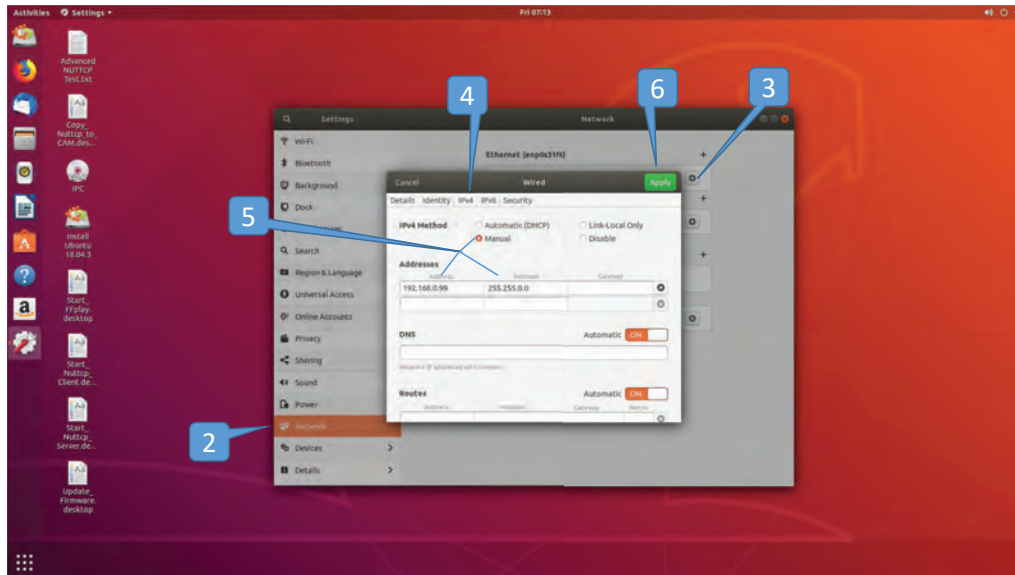 Activities Settings Fri 07:13
Advanced
NUTTCP
Test.txt
Copy_
Nuttcp_to_
CAM.des...
IPC
Install
Ubuntu
18.04.3
Start_
FFplay.
desktop
Start_
Nuttcp_
Client.de...
Start_
Nuttcp_
Server.de...
Update_
Firmware.
desktop
4
6
3
5
2
Settings Network
Wi-Fi
Bluetooth
Background
Dock
Search
Region & Language
Universal Access
Online Accounts
Privacy
Sharing
Sound
Power
Network
Devices
Details
Ethernet (enp0s31f6)
Cancel Wired Apply
Details Identity IPv4 IPv6 Security
IPv4 Method Automatic (DHCP) Link-Local Only
Manual Disable
Addresses
Address Netmask Gateway
192.168.0.99 255.255.0.0
DNS Automatic ON
Routes Automatic ON
Address Netmask Gateway Metric